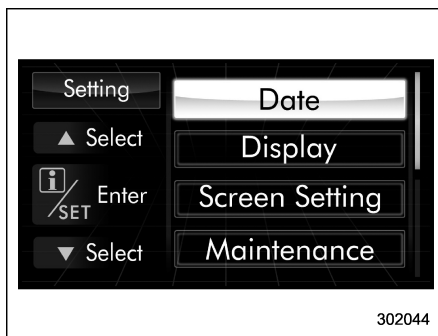 Setting
▲ Select
i/SET Enter
▼ Select
Date
Display
Screen Setting
Maintenance
302044